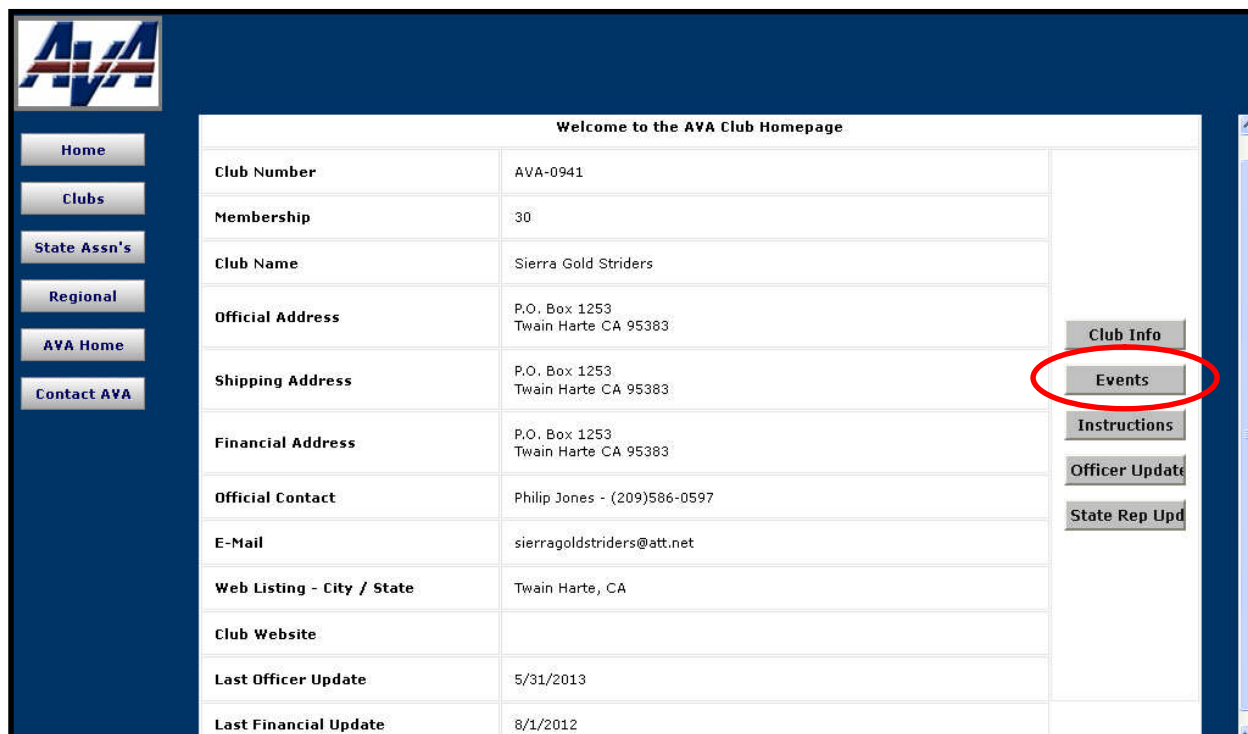 AVA
Welcome to the AVA Club Homepage
Home
Clubs
State Assn's
Regional
AVA Home
Contact AVA
Club Number AVA-0941
Membership 30
Club Name Sierra Gold Striders
Official Address P.O. Box 1253
Twain Harte CA 95383
Shipping Address P.O. Box 1253
Twain Harte CA 95383
Financial Address P.O. Box 1253
Twain Harte CA 95383
Official Contact Philip Jones - (209)586-0597
E-Mail sierragoldstriders@att.net
Web Listing - City / State Twain Harte, CA
Club Website
Last Officer Update 5/31/2013
Last Financial Update 8/1/2012
Club Info
Events
Instructions
Officer Update
State Rep Upd